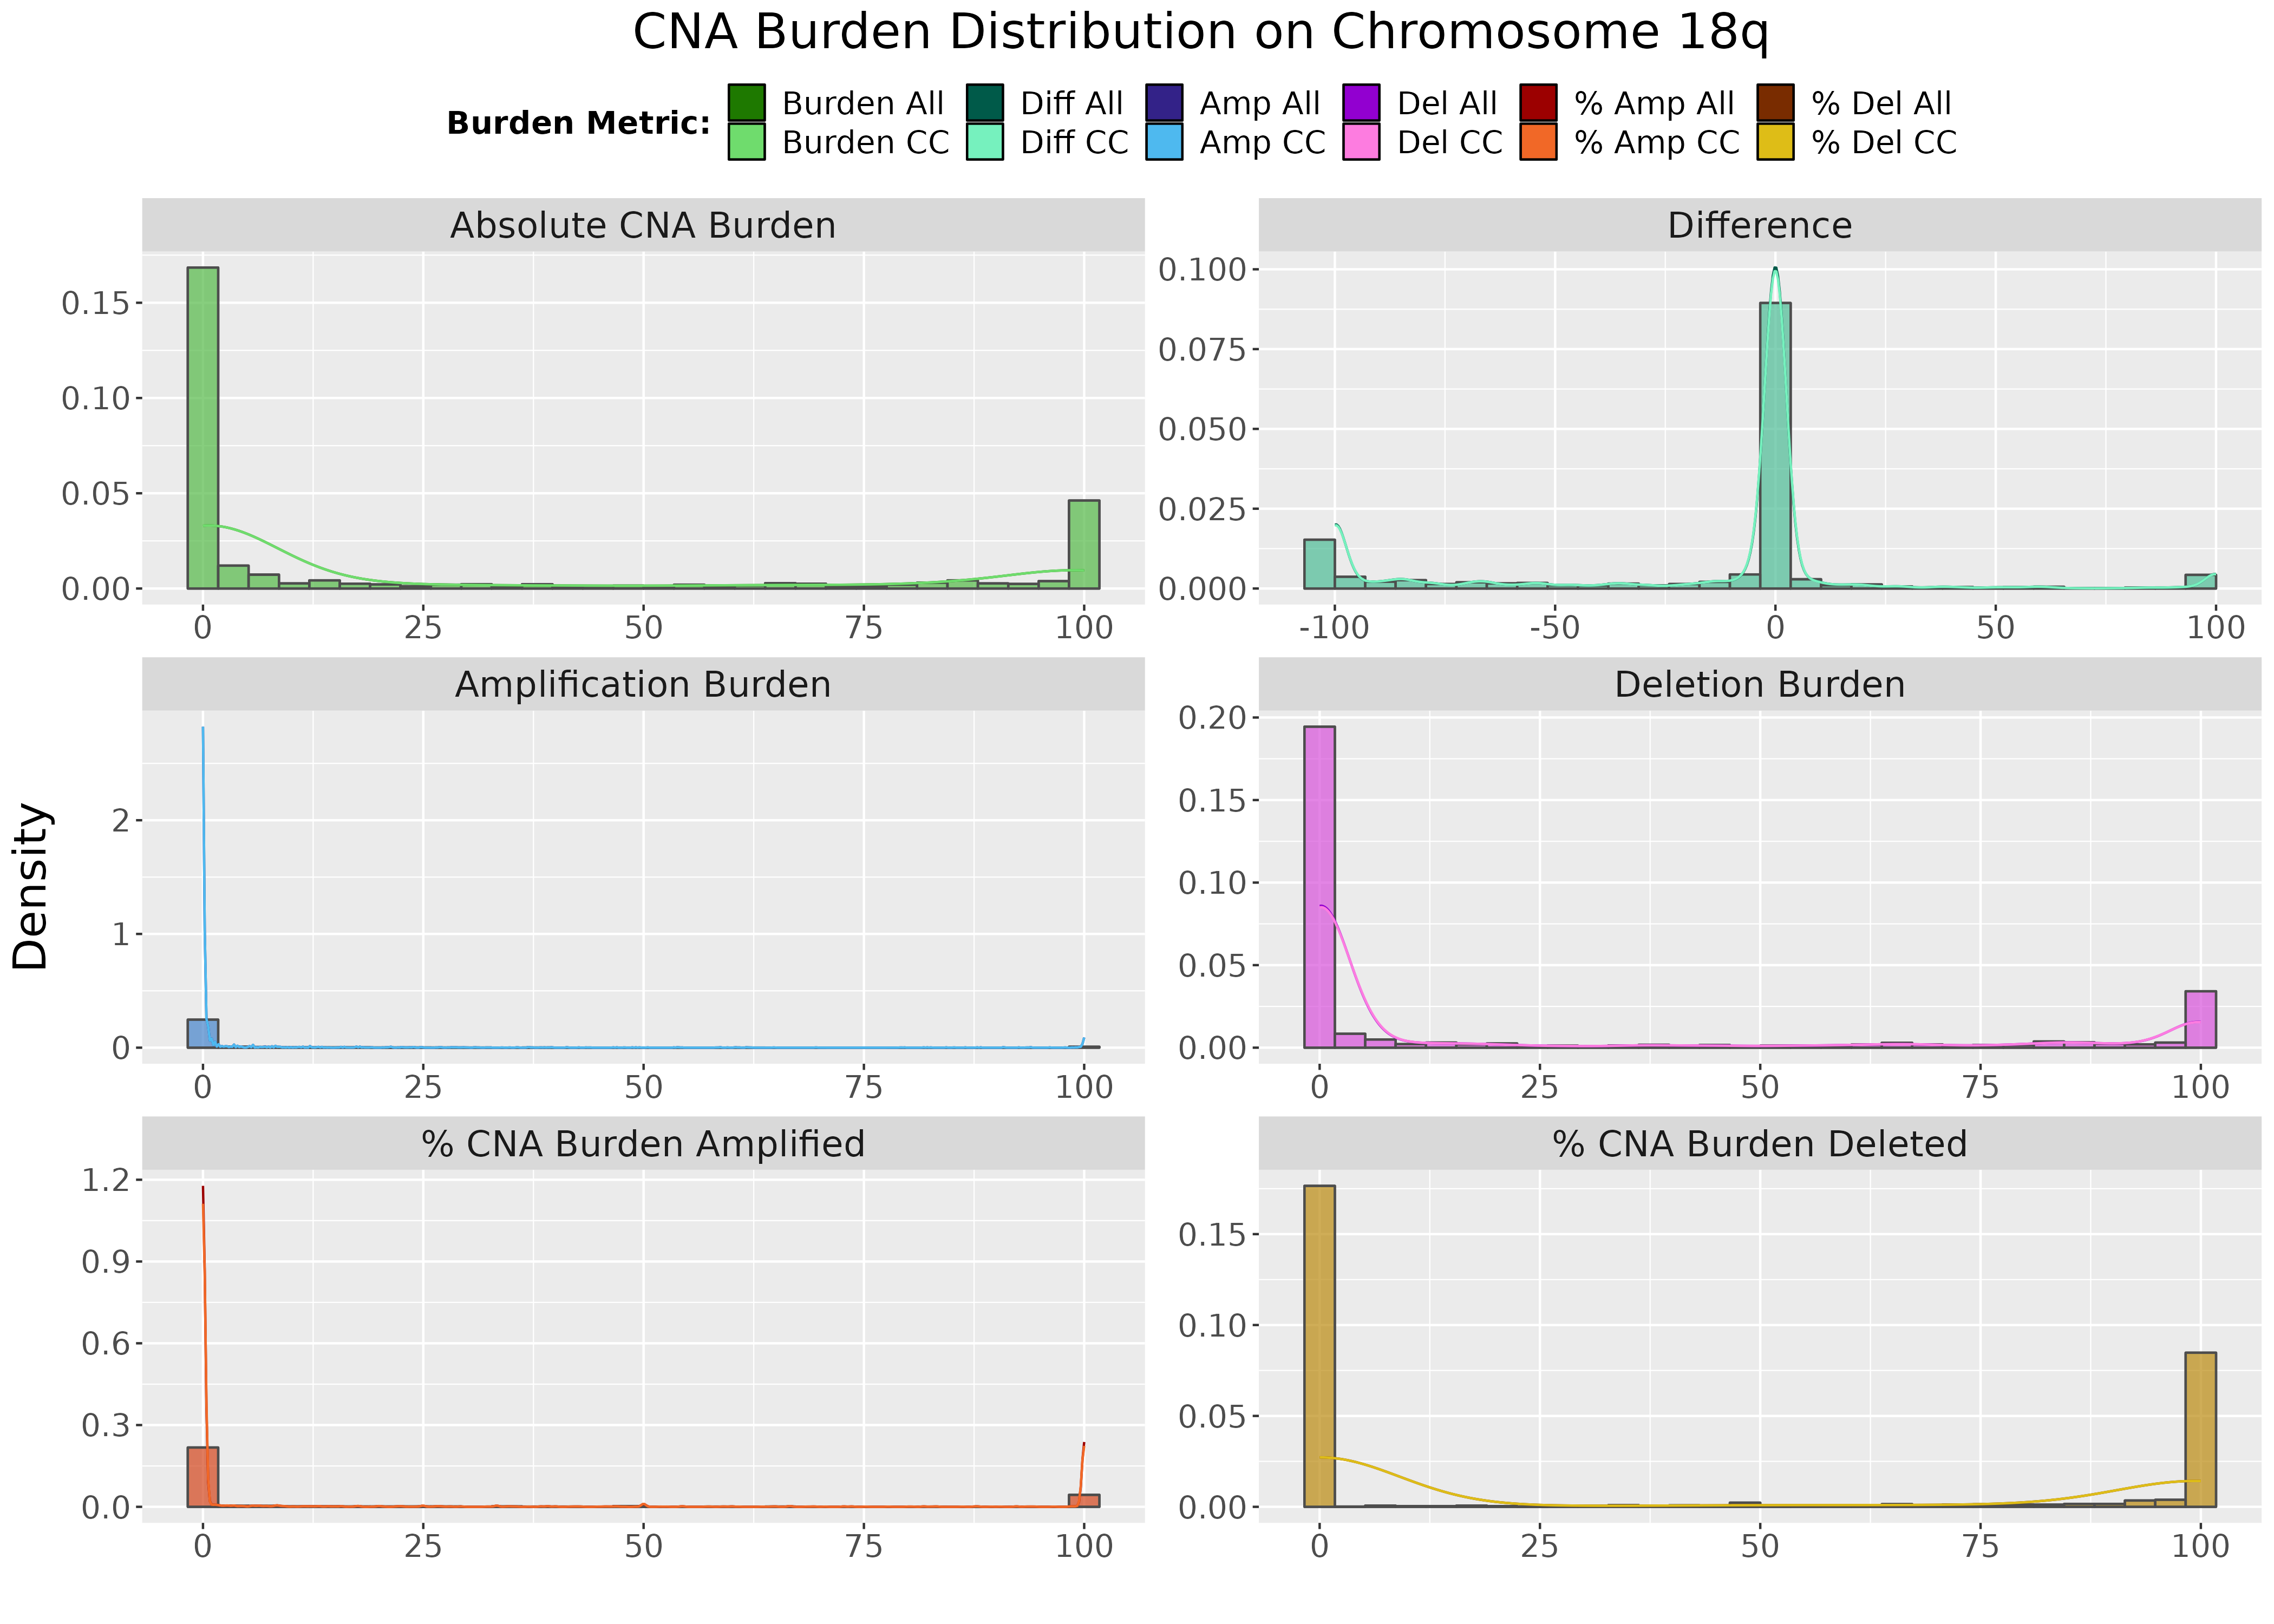 CNA Burden Distribution on Chromosome 18q
Burden Metric:
Burden All Diff All Amp All Del All % Amp All % Del All
Burden CC Diff CC Amp CC Del CC % Amp CC % Del CC
Absolute CNA Burden
0.15
0.10
0.05
0.00
0 25 50 75 100
Difference
0.100
0.075
0.050
0.025
0.000
-100 -50 0 50 100
Density
Amplification Burden
2
1
0
0 25 50 75 100
Deletion Burden
0.20
0.15
0.10
0.05
0.00
0 25 50 75 100
% CNA Burden Amplified
1.2
0.9
0.6
0.3
0.0
0 25 50 75 100
% CNA Burden Deleted
0.15
0.10
0.05
0.00
0 25 50 75 100